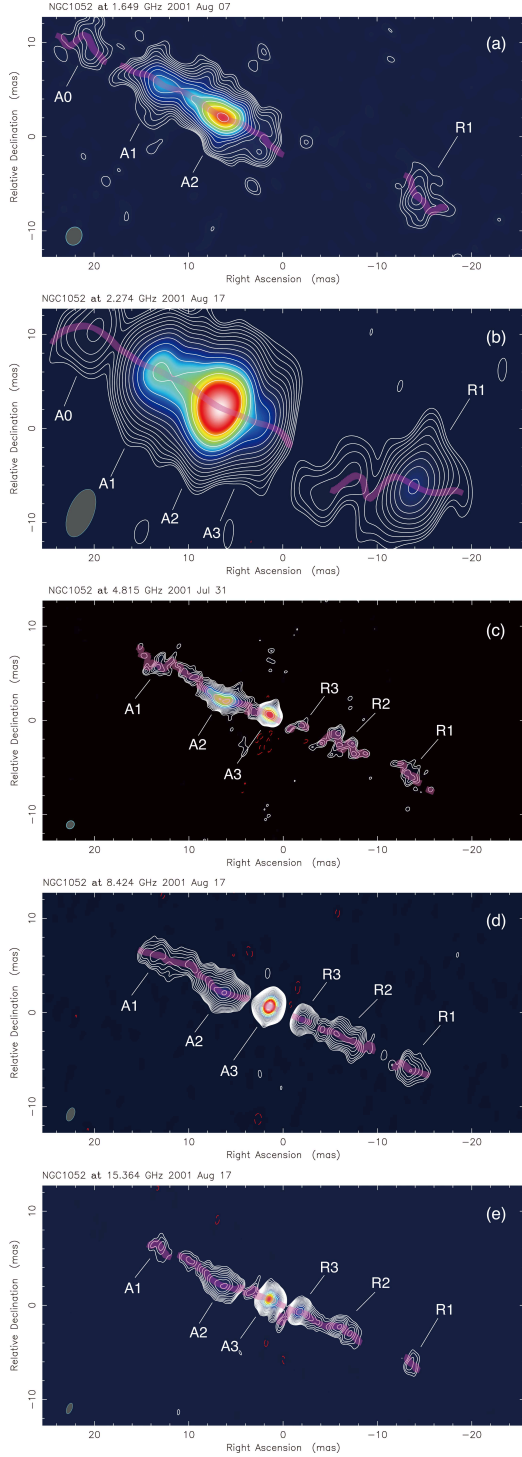 NGC1052 at 1.649 GHz 2001 Aug 07
(a)
A0
A1
A2
R1
10
0
−10
Relative Declination (mas)
20 10 0 −10 −20
Right Ascension (mas)
NGC1052 at 2.274 GHz 2001 Aug 17
(b)
R1
A0
A1
A2
A3
10
0
−10
Relative Declination (mas)
20 10 0 −10 −20
Right Ascension (mas)
NGC1052 at 4.815 GHz 2001 Jul 31
(c)
A1
R3
R2
R1
A2
A3
10
0
−10
Relative Declination (mas)
20 10 0 −10 −20
Right Ascension (mas)
NGC1052 at 8.424 GHz 2001 Aug 17
(d)
A1
R3
R2
R1
A2
A3
10
0
−10
Relative Declination (mas)
20 10 0 −10 −20
Right Ascension (mas)
NGC1052 at 15.364 GHz 2001 Aug 17
(e)
R3
R2
A1
R1
A2
A3
10
0
−10
Relative Declination (mas)
20 10 0 −10 −20
Right Ascension (mas)